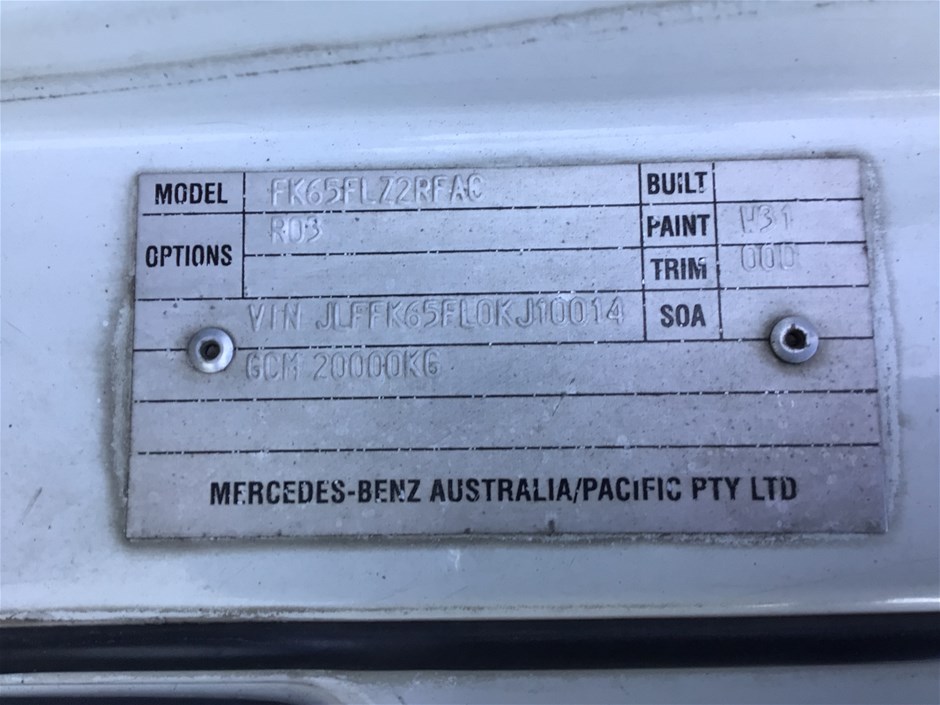 MODEL FK65FLZ2RFAC BUILT
OPTIONS R03 PAINT W31
TRIM 000
VIN JLFFK65FL0KJ10014 SOA
GCM 20000KG
MERCEDES-BENZ AUSTRALIA/PACIFIC PTY LTD